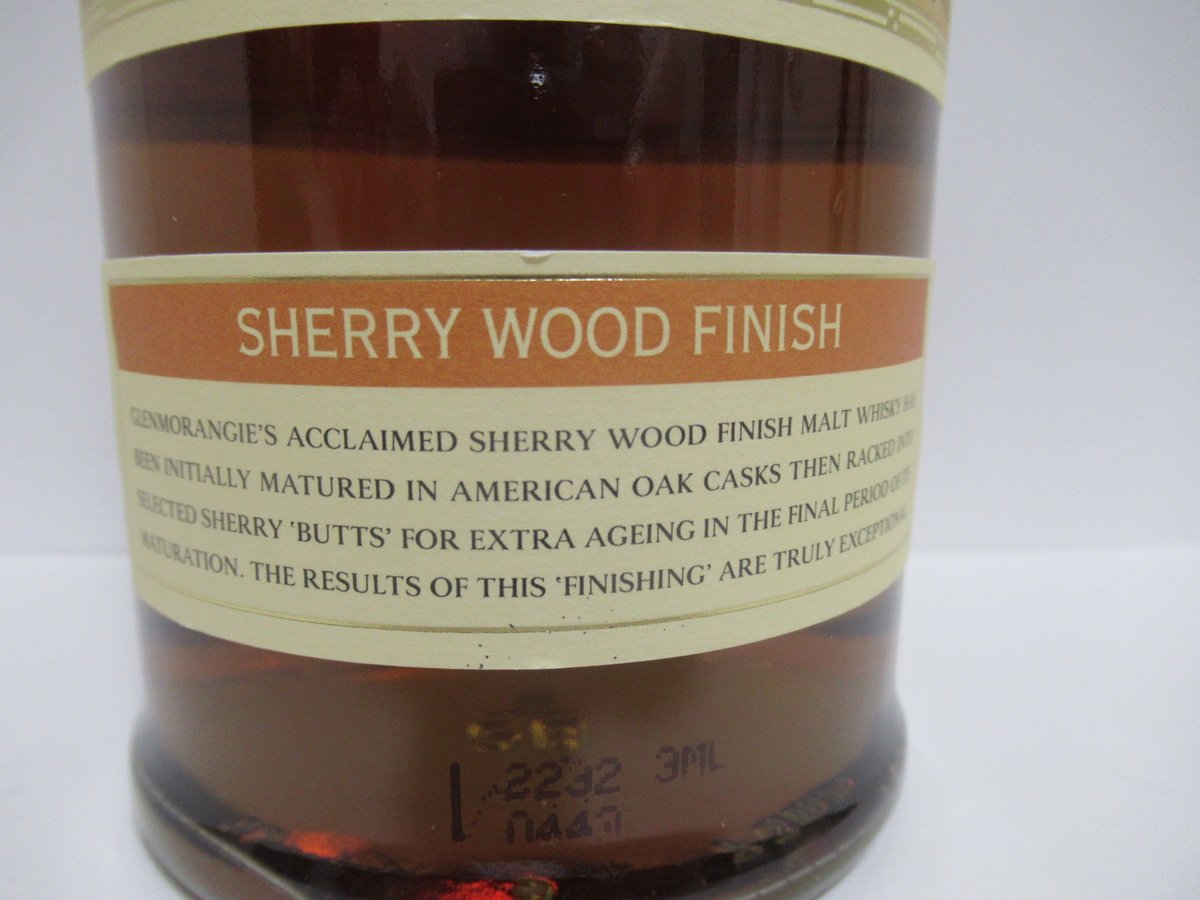 SHERRY WOOD FINISH
GLENMORANGIE'S ACCLAIMED SHERRY WOOD FINISH MALT WHISKY HAS
BEEN INITIALLY MATURED IN AMERICAN OAK CASKS THEN RACKED INTO
SELECTED SHERRY 'BUTTS' FOR EXTRA AGEING IN THE FINAL PERIOD OF ITS
MATURATION. THE RESULTS OF THIS 'FINISHING' ARE TRULY EXCEPTIONAL
2232 3ML